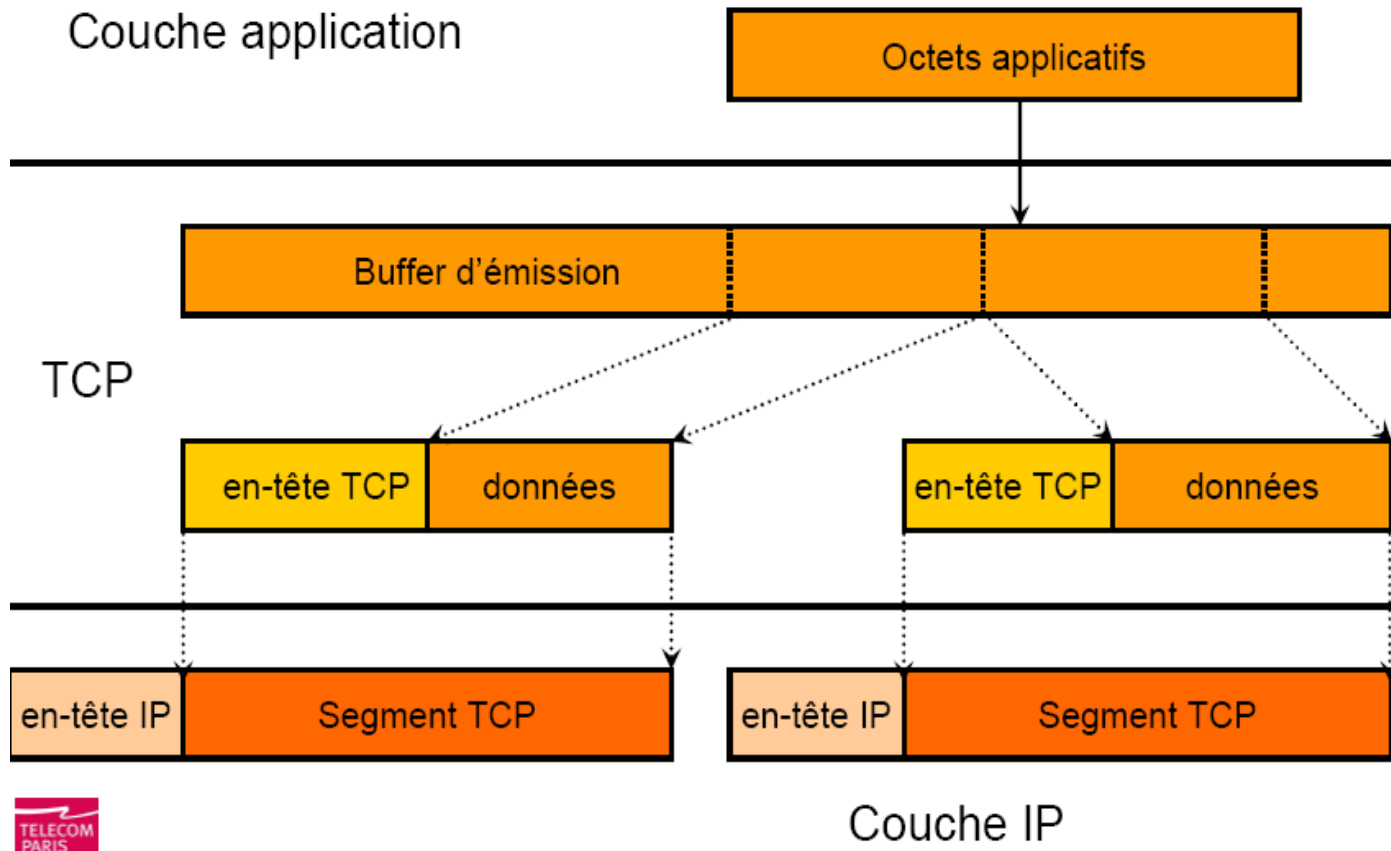 Couche application
Octets applicatifs
Buffer d'émission
TCP
en-tête TCP
données
en-tête TCP
données
en-tête IP
Segment TCP
en-tête IP
Segment TCP
TELECOM
PARIS
Couche IP